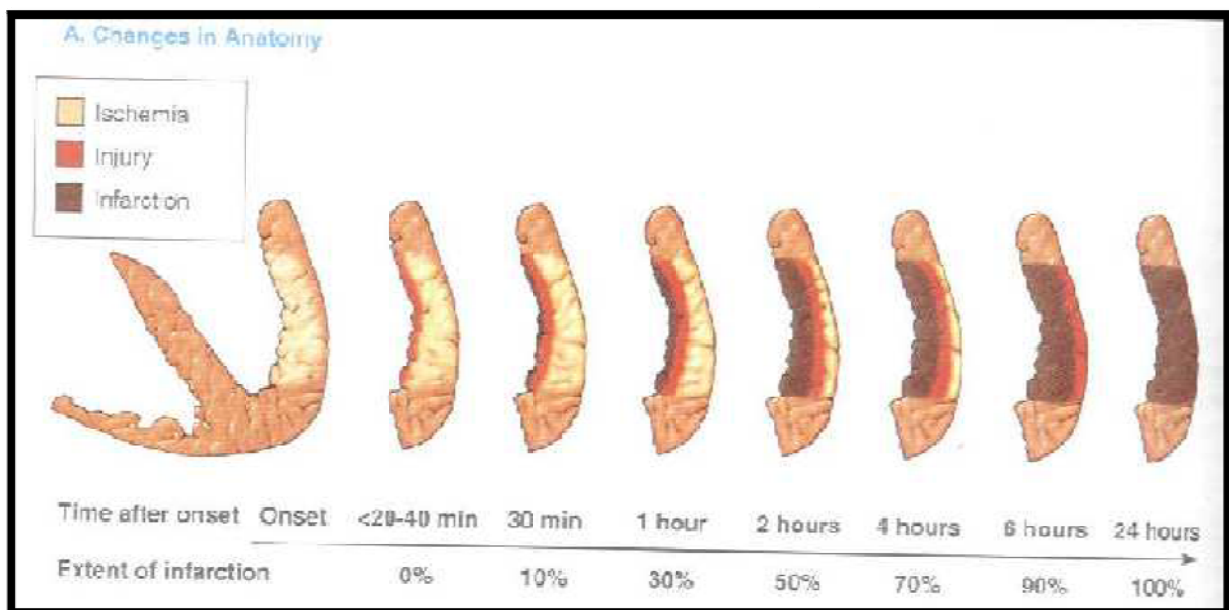 A. Changes in Anatomy
Ischemia
Injury
Infarction
Time after onset Onset <20-40 min 30 min 1 hour 2 hours 4 hours 6 hours 24 hours
Extent of infarction 0% 10% 30% 50% 70% 90% 100%